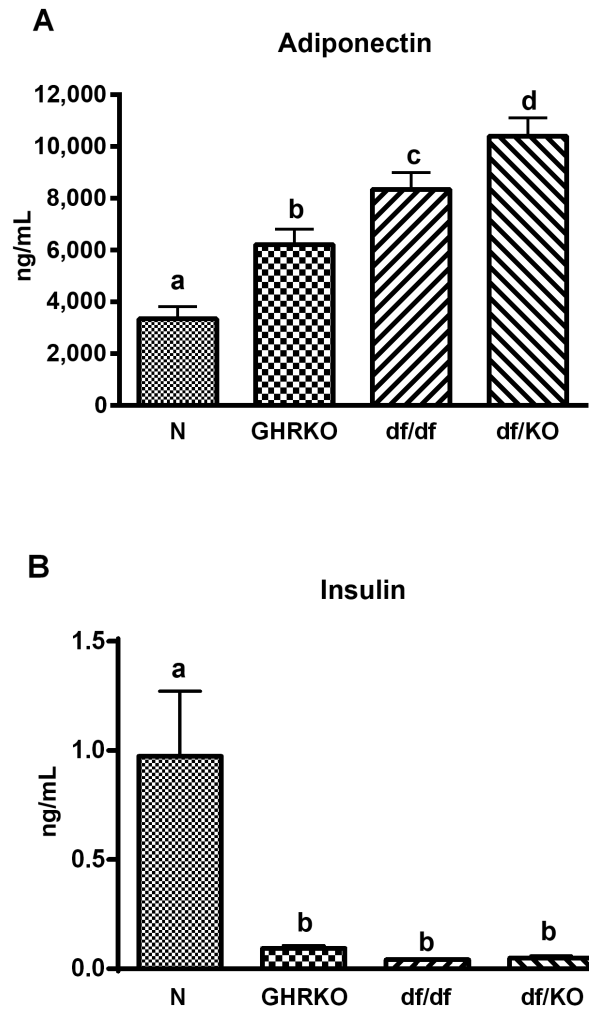 A
Adiponectin
ng/mL
12,000
10,000
8,000
6,000
4,000
2,000
0
a
b
c
d
N GHRKO df/df df/KO
B
Insulin
ng/mL
1.5
1.0
0.5
0.0
a
b
b
b
N GHRKO df/df df/KO